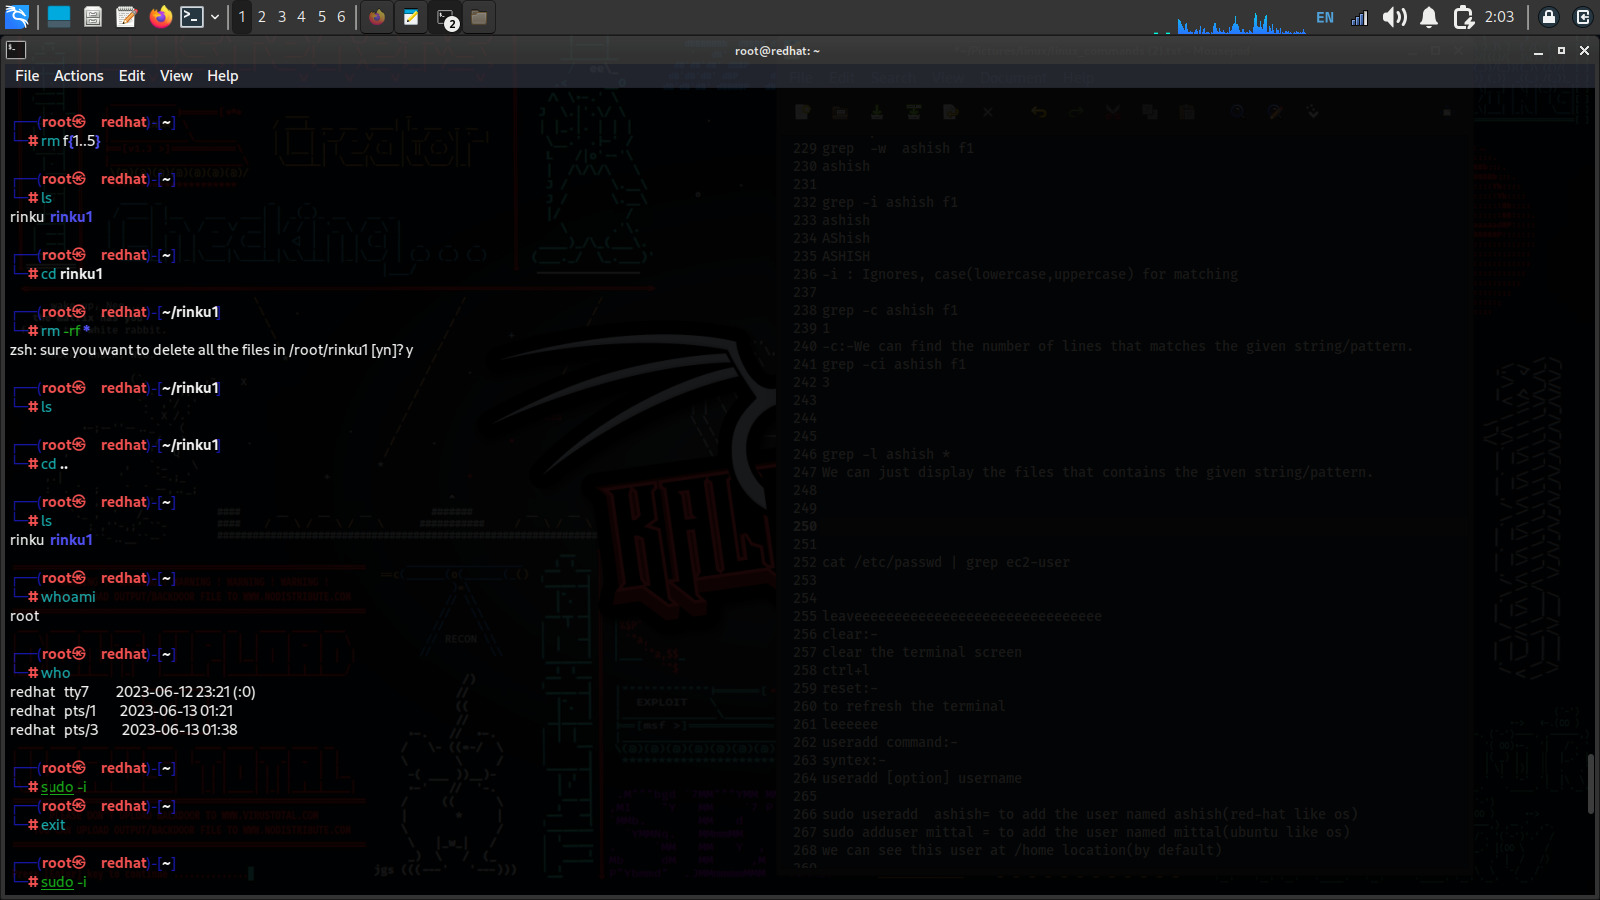 1 2 3 4 5 6
2
EN
2:03
root@redhat: ~
File Actions Edit View Help
┌──(root㉿redhat)-[~]
└─# rm f{1..5}
┌──(root㉿redhat)-[~]
└─# ls
rinku rinku1
┌──(root㉿redhat)-[~]
└─# cd rinku1
┌──(root㉿redhat)-[~/rinku1]
└─# rm -rf *
zsh: sure you want to delete all the files in /root/rinku1 [yn]? y
┌──(root㉿redhat)-[~/rinku1]
└─# ls
┌──(root㉿redhat)-[~/rinku1]
└─# cd ..
┌──(root㉿redhat)-[~]
└─# ls
rinku rinku1
┌──(root㉿redhat)-[~]
└─# whoami
root
┌──(root㉿redhat)-[~]
└─# who
redhat tty7 2023-06-12 23:21 (:0)
redhat pts/1 2023-06-13 01:21
redhat pts/3 2023-06-13 01:38
┌──(root㉿redhat)-[~]
└─# sudo -i
┌──(root㉿redhat)-[~]
└─# exit
┌──(root㉿redhat)-[~]
└─# sudo -i
229 grep -w ashish f1
230 ashish
231
232 grep -i ashish f1
233 ashish
234 AShish
235 ASHISH
236 -i : Ignores, case(lowercase,uppercase) for matching
237
238 grep -c ashish f1
239 1
240 -c:-We can find the number of lines that matches the given string/pattern.
241 grep -ci ashish f1
242 3
243
244
245
246 grep -l ashish *
247 We can just display the files that contains the given string/pattern.
248
249
250
251
252 cat /etc/passwd | grep ec2-user
253
254
255 leaveeeeeeeeeeeeeeeeeeeeeeeeeeeeee
256 clear:-
257 clear the terminal screen
258 ctrl+l
259 reset:-
260 to refresh the terminal
261 leeeeee
262 useradd command:-
263 syntex:-
264 useradd [option] username
265
266 sudo useradd ashish= to add the user named ashish(red-hat like os)
267 sudo adduser mittal = to add the user named mittal(ubuntu like os)
268 we can see this user at /home location(by default)
RECON
EXPLOIT